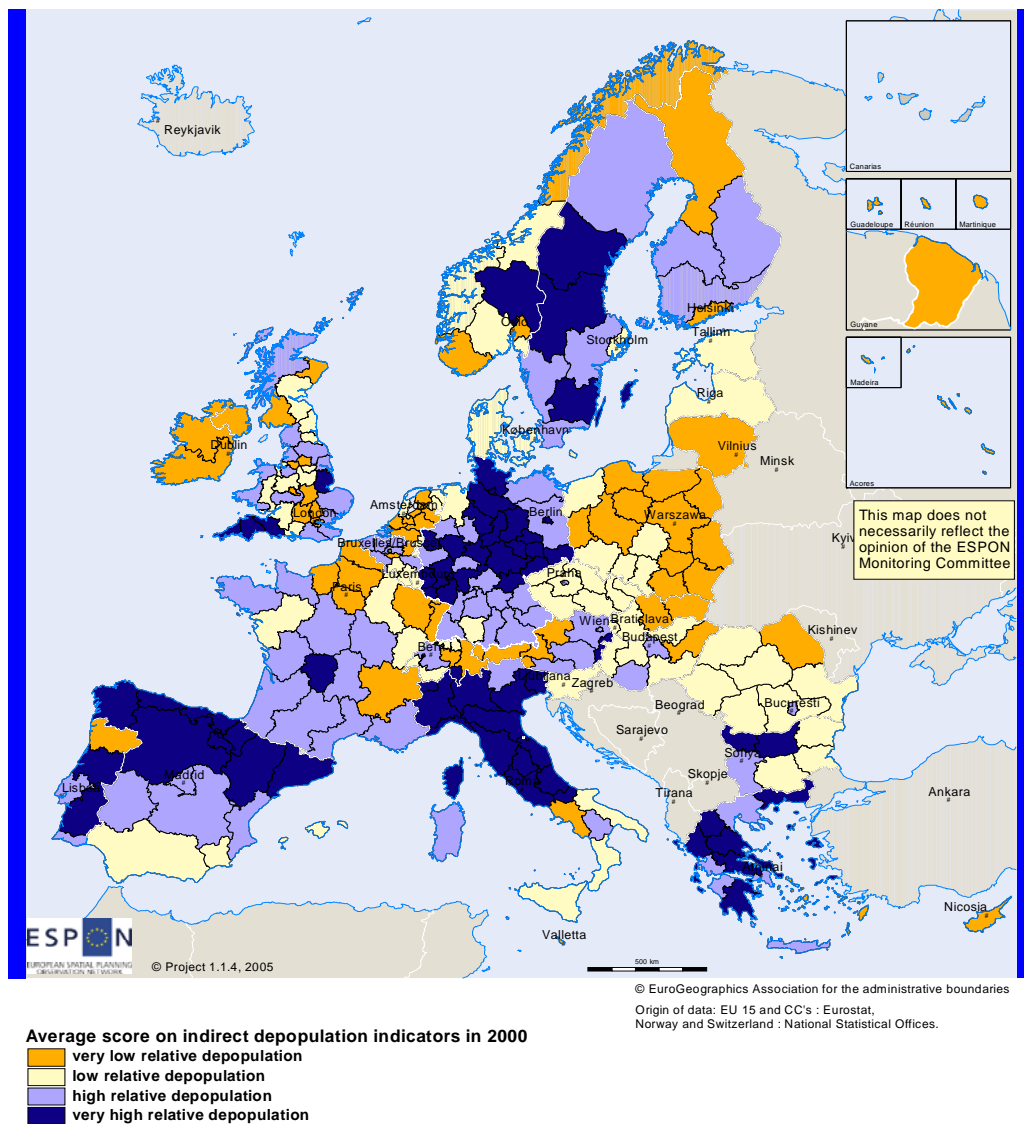 Reykjavik
Canarias
Guadeloupe
Réunion
Martinique
Guyane
Madeira
Acores
Helsinki
Tallinn
Stockholm
Riga
København
Dublin
Vilnius
Minsk
London
Amsterdam
Berlin
Warszawa
This map does not
necessarily reflect the
opinion of the ESPON
Monitoring Committee
Kyiv
Paris
Praha
Wien
Bratislava
Budapest
Kishinev
Bern
Ljubljana
Zagreb
Beograd
Bucuresti
Sarajevo
Sofiya
Skopje
Tirana
Madrid
Ankara
Nicosia
Valletta
ESPON
EUROPEAN SPATIAL PLANNING
OBSERVATION NETWORK
© Project 1.1.4, 2005
500 km
© EuroGeographics Association for the administrative boundaries
Origin of data: EU 15 and CC's : Eurostat,
Norway and Switzerland : National Statistical Offices.
Average score on indirect depopulation indicators in 2000
very low relative depopulation
low relative depopulation
high relative depopulation
very high relative depopulation